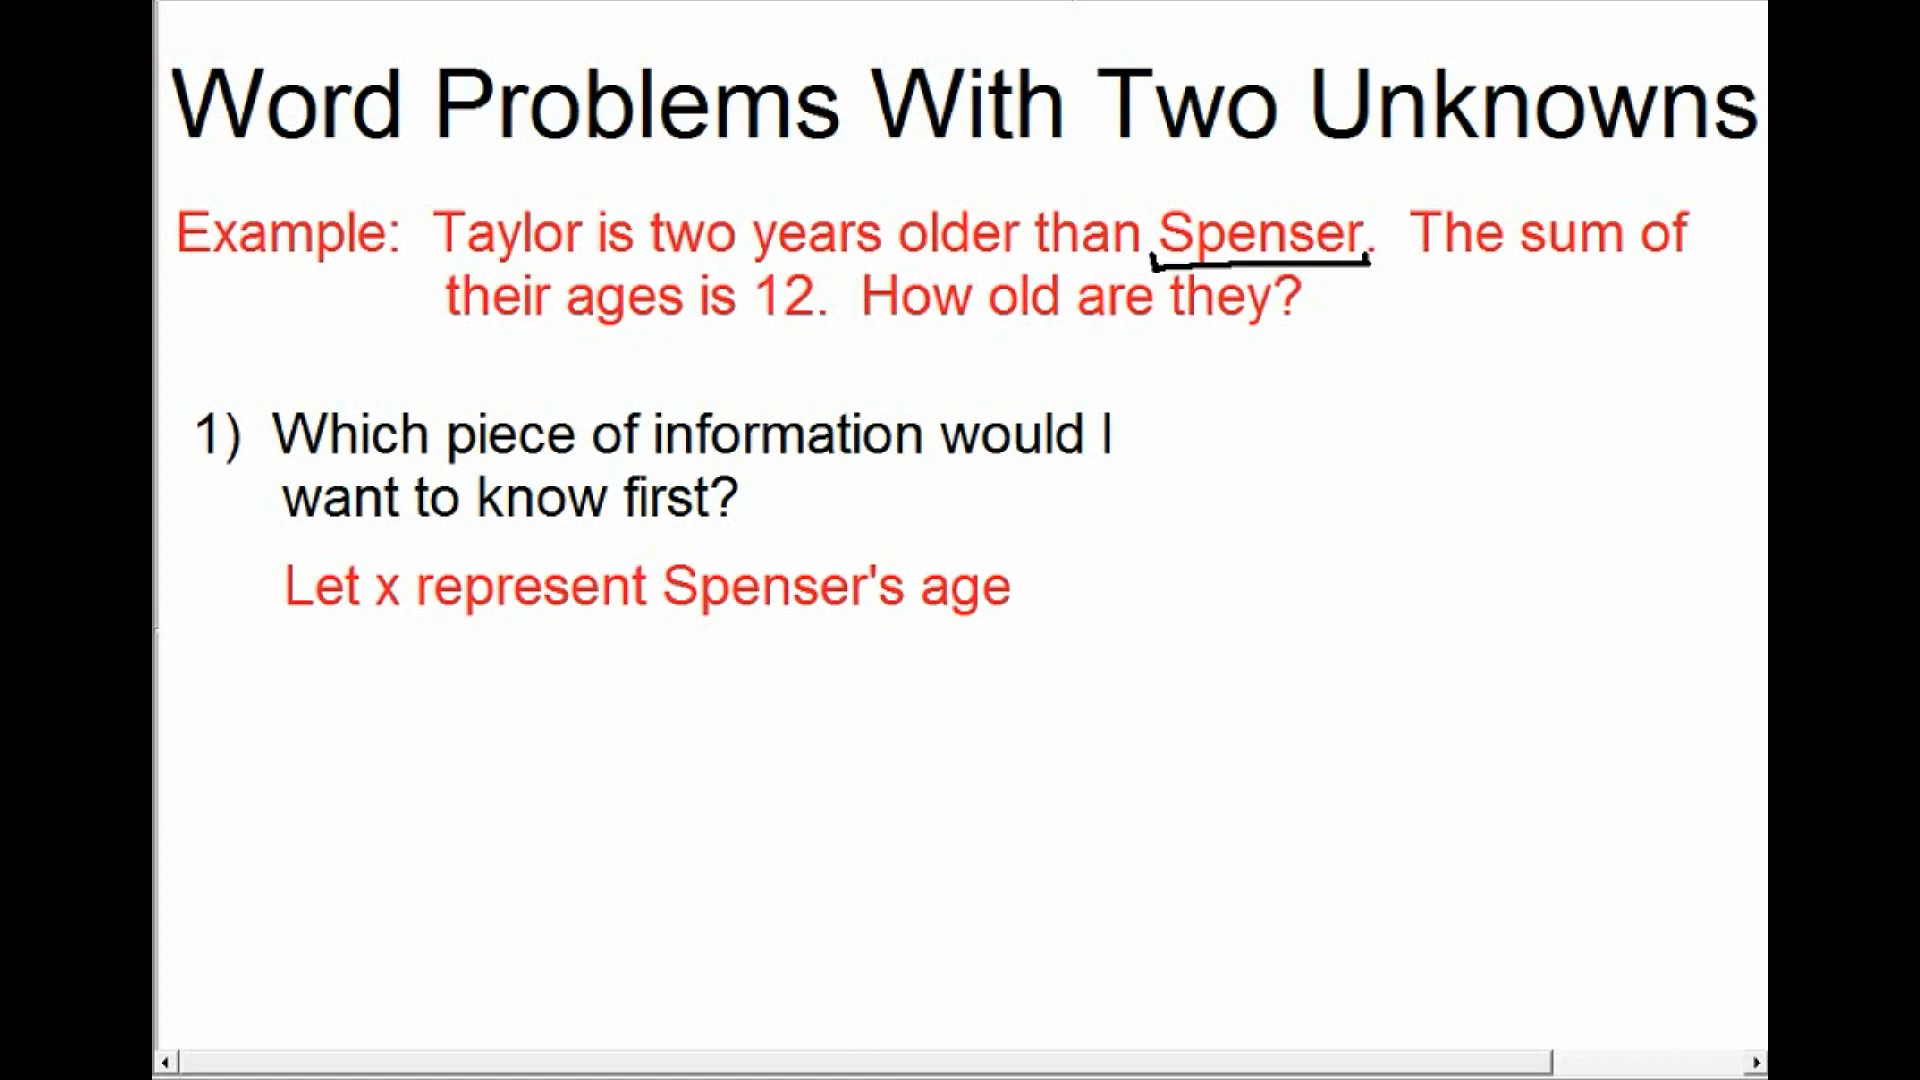 Word Problems With Two Unknowns
Example: Taylor is two years older than Spenser. The sum of
their ages is 12. How old are they?
1) Which piece of information would I
want to know first?
Let x represent Spenser's age